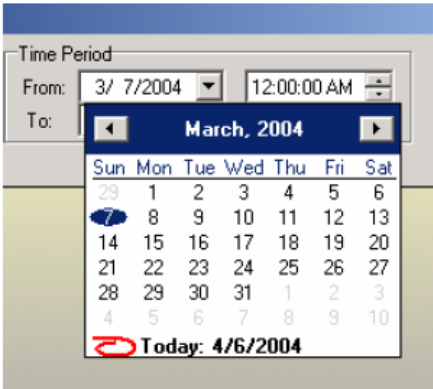 Time Period
From: 3/ 7/2004 12:00:00 AM
To:
March, 2004
Sun Mon Tue Wed Thu Fri Sat
29 1 2 3 4 5 6
7 8 9 10 11 12 13
14 15 16 17 18 19 20
21 22 23 24 25 26 27
28 29 30 31 1 2 3
4 5 6 7 8 9 10
Today: 4/6/2004